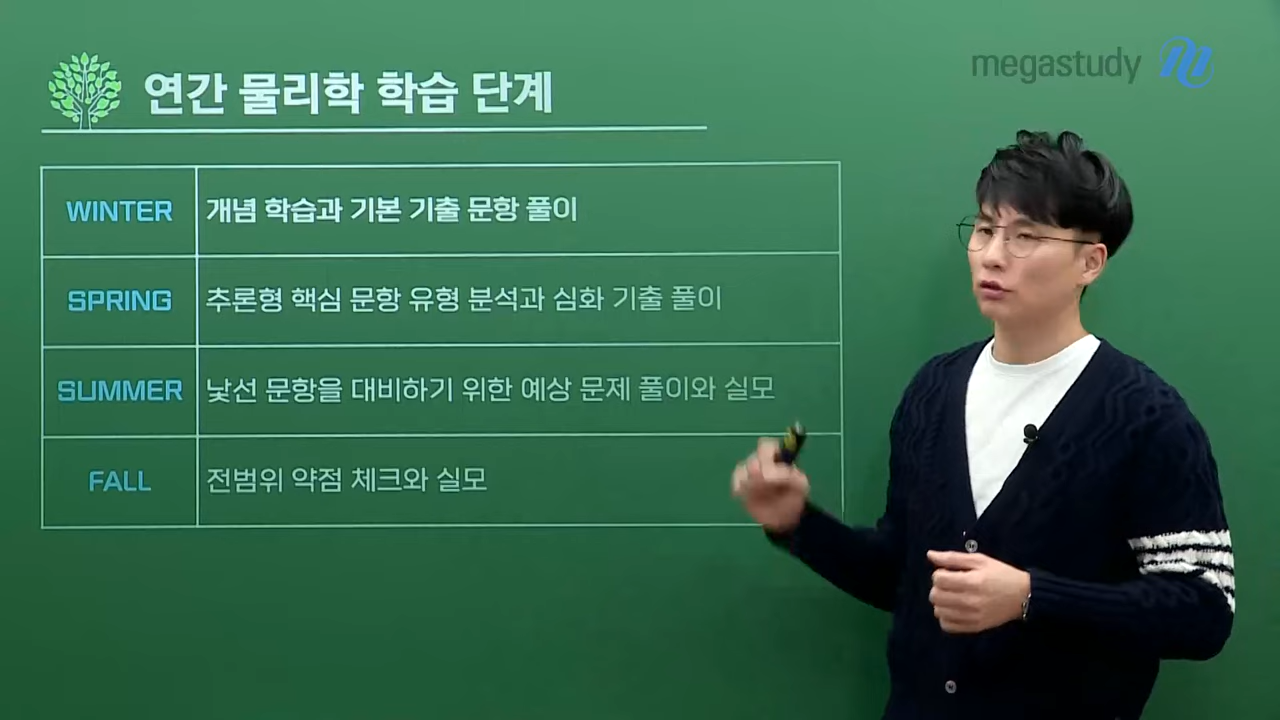 megastudy
연간 물리학 학습 단계
WINTER 개념 학습과 기본 기출 문항 풀이
SPRING 추론형 핵심 문항 유형 분석과 심화 기출 풀이
SUMMER 낯선 문항을 대비하기 위한 예상 문제 풀이와 실모
FALL 전범위 약점 체크와 실모